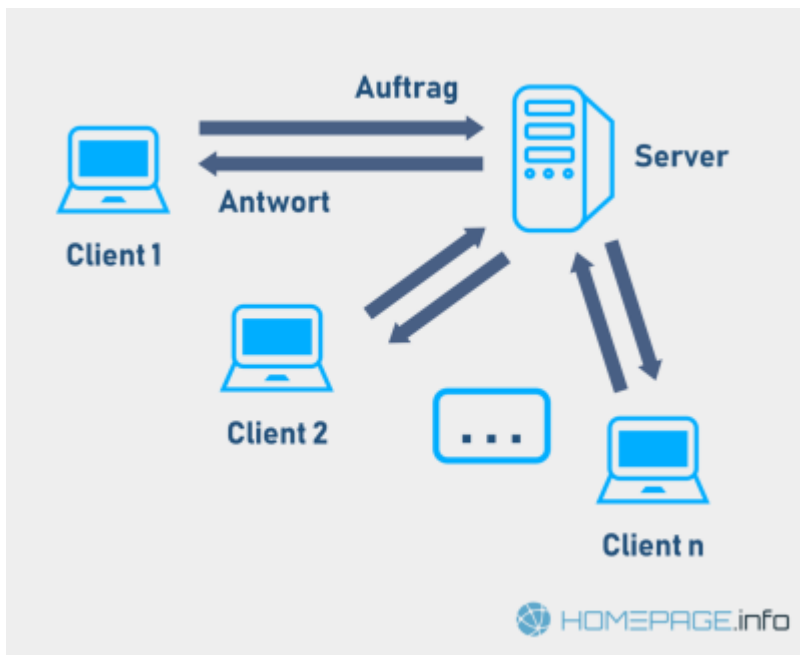 Auftrag
Server
Antwort
Client 1
Client 2
...
Client n
HOMEPAGE.info